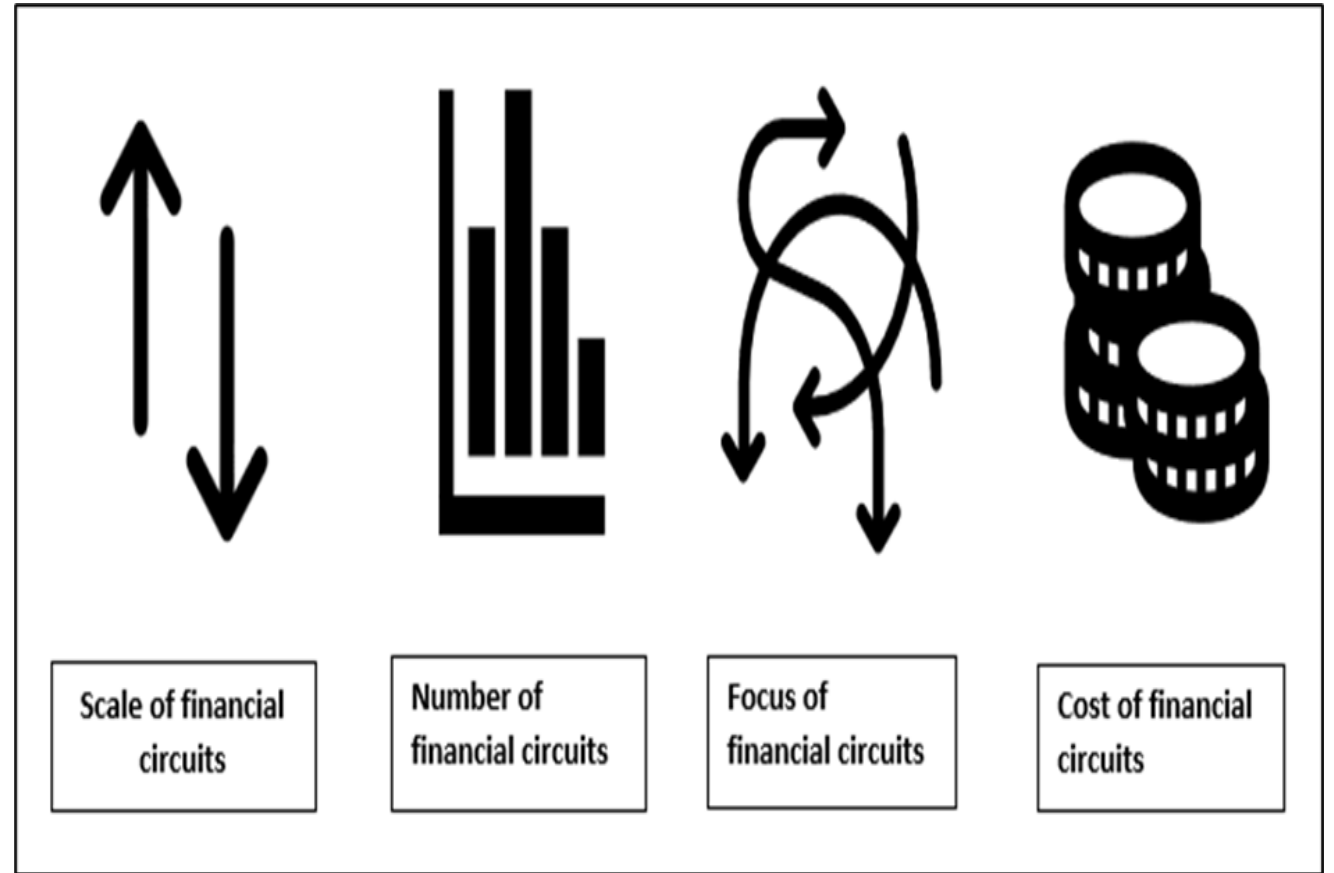 Scale of financial
circuits
Number of
financial circuits
Focus of
financial circuits
Cost of financial
circuits